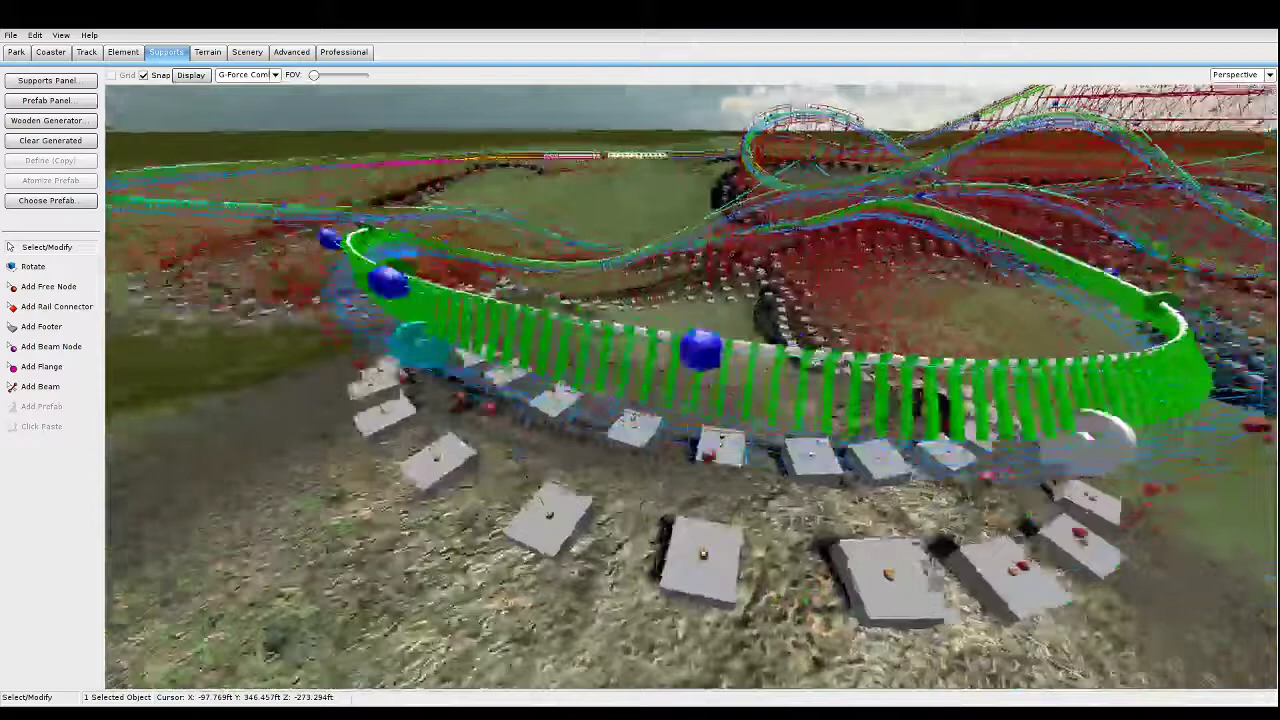 File Edit View Help
Park Coaster Track Element Supports Terrain Scenery Advanced Professional
Grid Snap Display G-Force Com FOV: Perspective
Supports Panel...
Prefab Panel...
Wooden Generator...
Clear Generated
Define (Copy)
Atomize Prefab
Choose Prefab...
Select/Modify
Rotate
Add Free Node
Add Rail Connector
Add Footer
Add Beam Node
Add Flange
Add Beam
Add Prefab
Click Paste
Select/Modify 1 Selected Object Cursor: X: -97.769ft Y: 346.457ft Z: -273.294ft